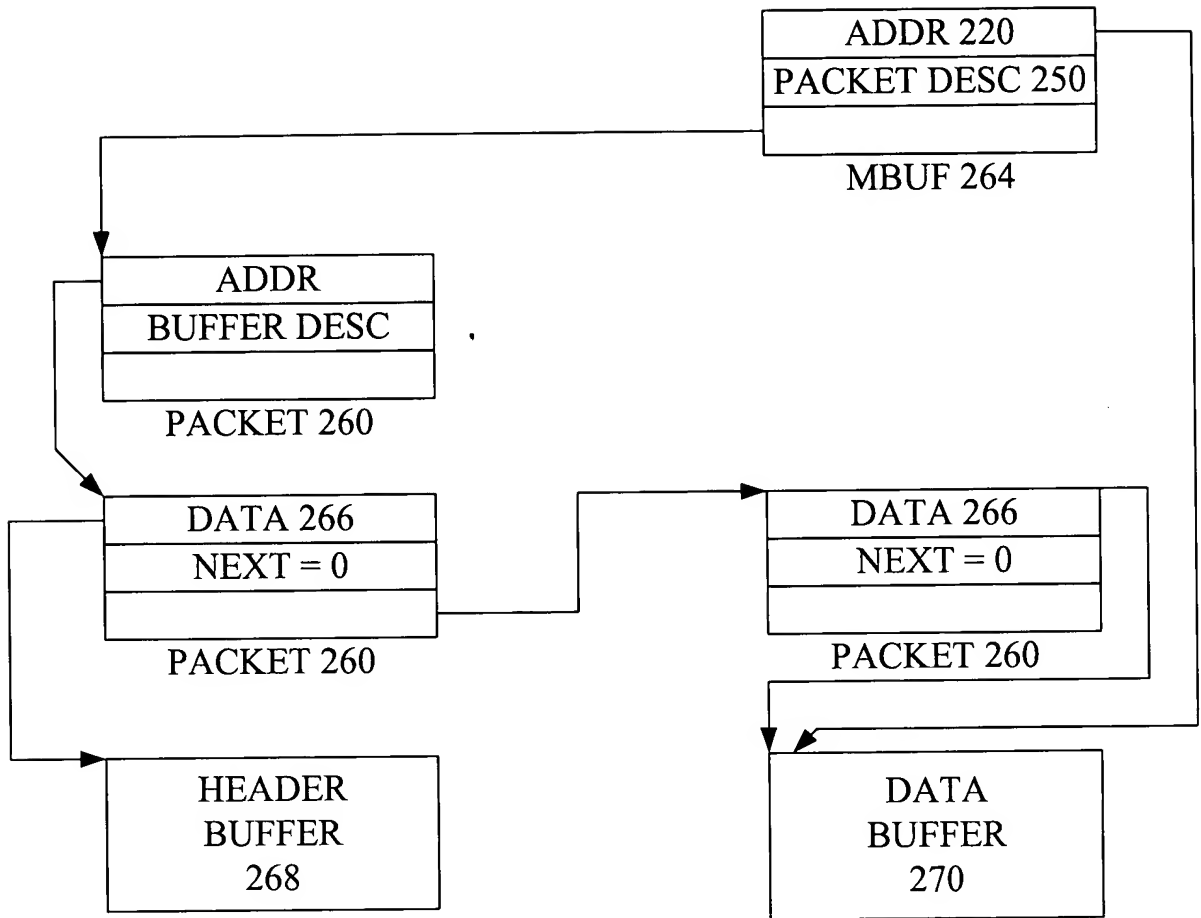 ADDR 220
PACKET DESC 250
MBUF 264
ADDR
BUFFER DESC
PACKET 260
DATA 266
NEXT = 0
PACKET 260
DATA 266
NEXT = 0
PACKET 260
HEADER
BUFFER
268
DATA
BUFFER
270